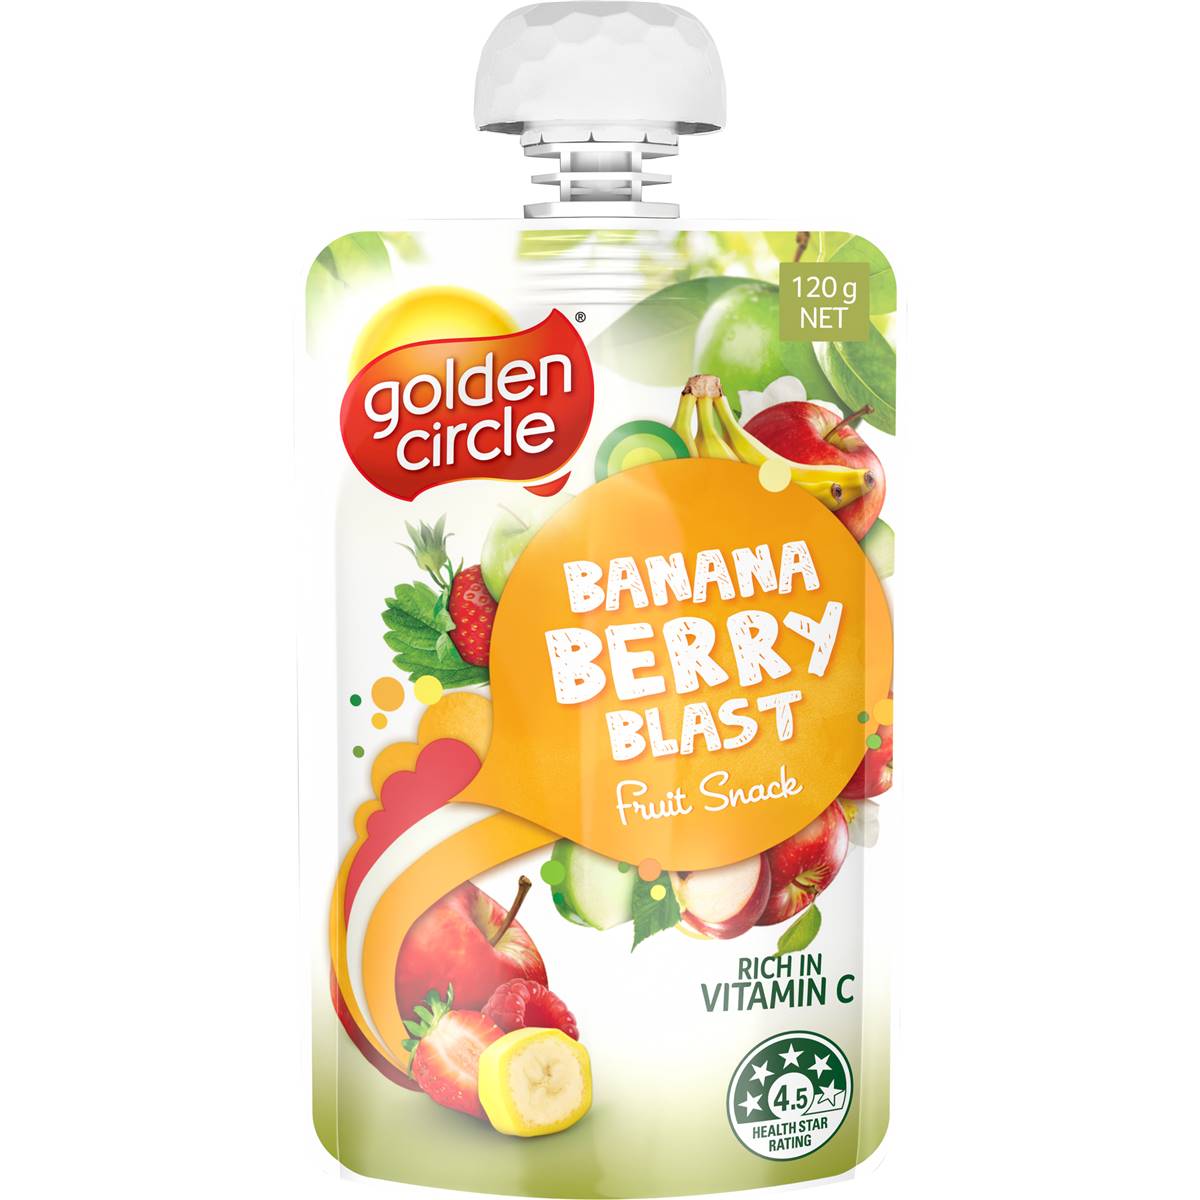 120 g
NET
golden
circle
®
BANANA
BERRY
BLAST
Fruit Snack
RICH IN
VITAMIN C
4.5
HEALTH STAR
RATING